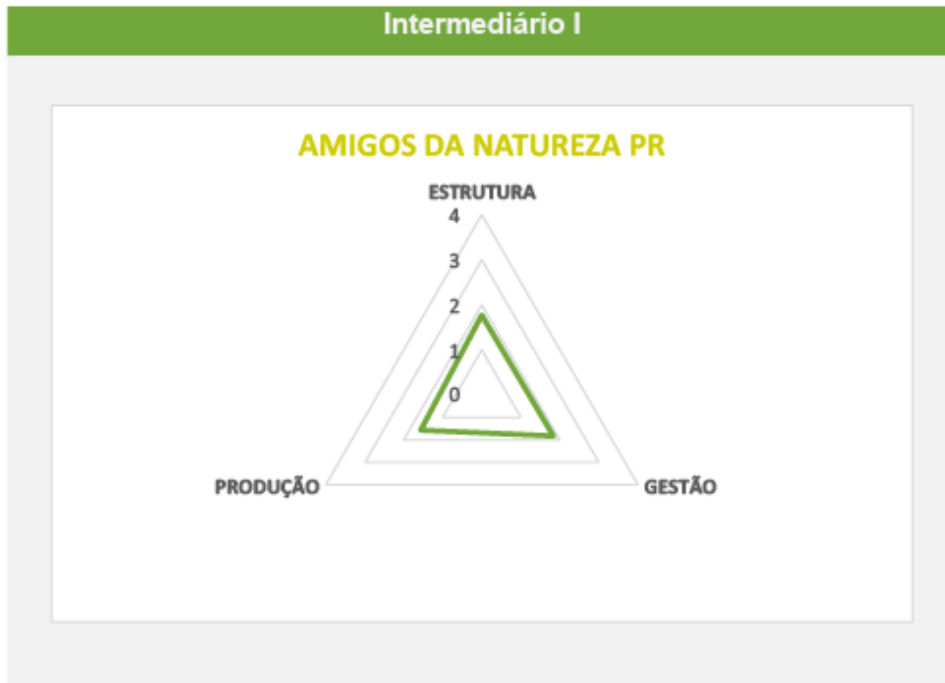 Intermediário I
AMIGOS DA NATUREZA PR
ESTRUTURA
4
3
2
1
0
PRODUÇÃO
GESTÃO